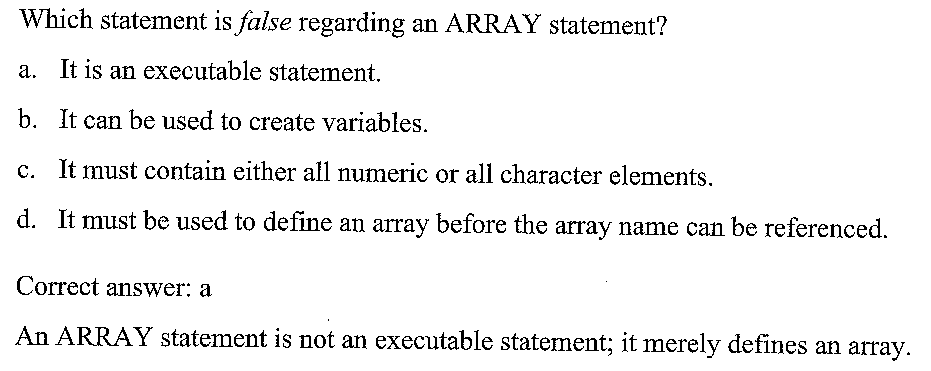 Which statement is false regarding an ARRAY statement?
a. It is an executable statement.
b. It can be used to create variables.
c. It must contain either all numeric or all character elements.
d. It must be used to define an array before the array name can be referenced.
Correct answer: a
An ARRAY statement is not an executable statement; it merely defines an array.